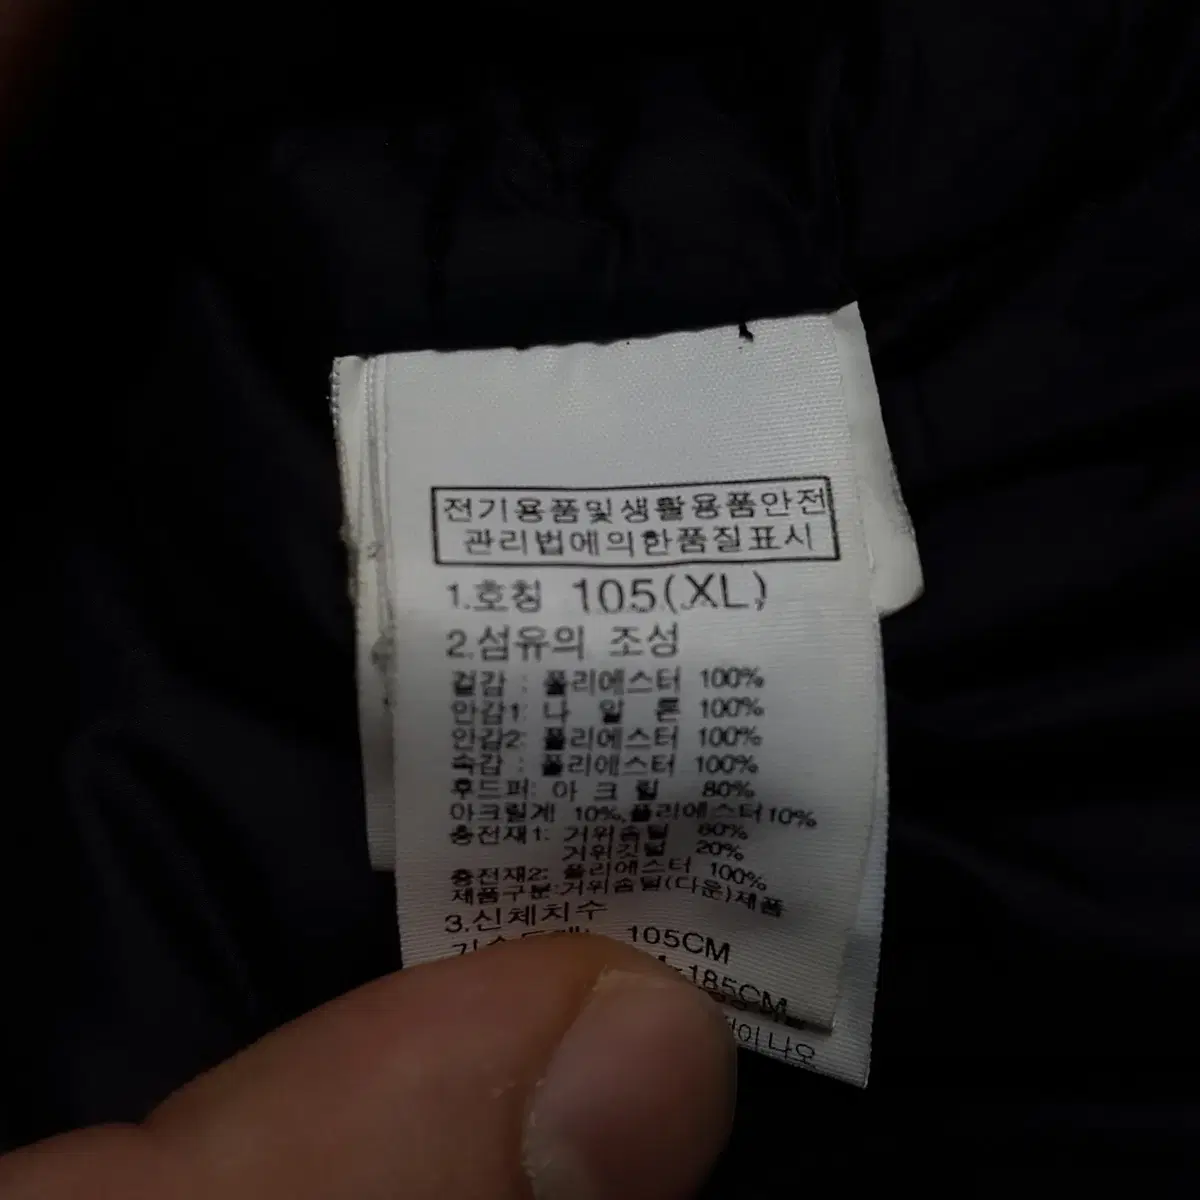 전기용품및생활용품안전
관리법에의한품질표시
1.호칭 105(XL)
2.섬유의 조성
겉감 : 폴리에스터 100%
안감1: 나 일 론 100%
안감2: 폴리에스터 100%
속감 : 폴리에스터 100%
후드퍼: 아 크 릴 80%
아크릴계 10%,폴리에스터10%
충전재1: 거위솜털 80%
거위깃털 20%
충전재2: 폴리에스터 100%
제품구분:거위솜털(다운)제품
3.신체치수
105CM
185CM